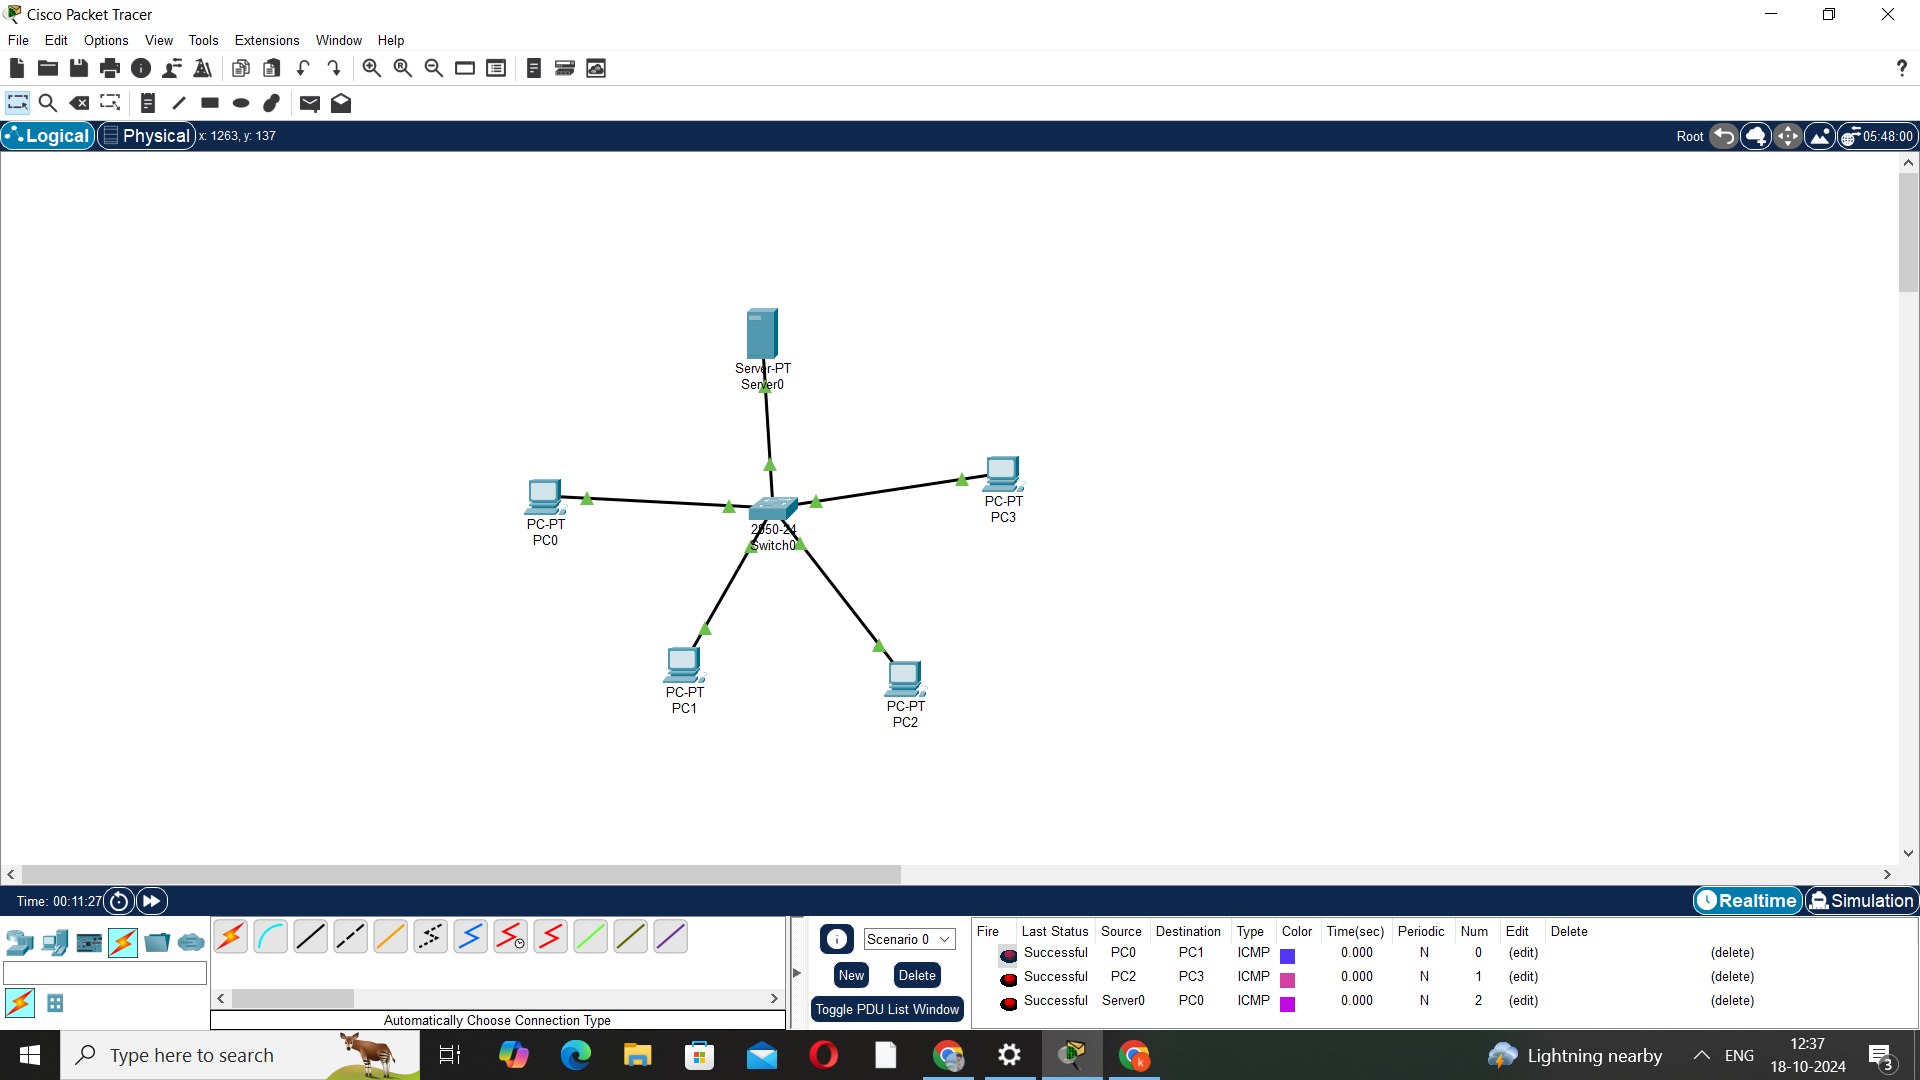 Cisco Packet Tracer
File Edit Options View Tools Extensions Window Help
?
Logical Physical x: 1263, y: 137 Root 05:48:00
Server-PT
Server0
PC-PT
PC3
PC-PT
PC0
2950-24
Switch0
PC-PT
PC1
PC-PT
PC2
Time: 00:11:27 Realtime Simulation
Scenario 0
New Delete
Toggle PDU List Window
Automatically Choose Connection Type
Fire Last Status Source Destination Type Color Time(sec) Periodic Num Edit Delete
Successful PC0 PC1 ICMP 0.000 N 0 (edit) (delete)
Successful PC2 PC3 ICMP 0.000 N 1 (edit) (delete)
Successful Server0 PC0 ICMP 0.000 N 2 (edit) (delete)
Type here to search
Lightning nearby ENG 12:37
18-10-2024
3